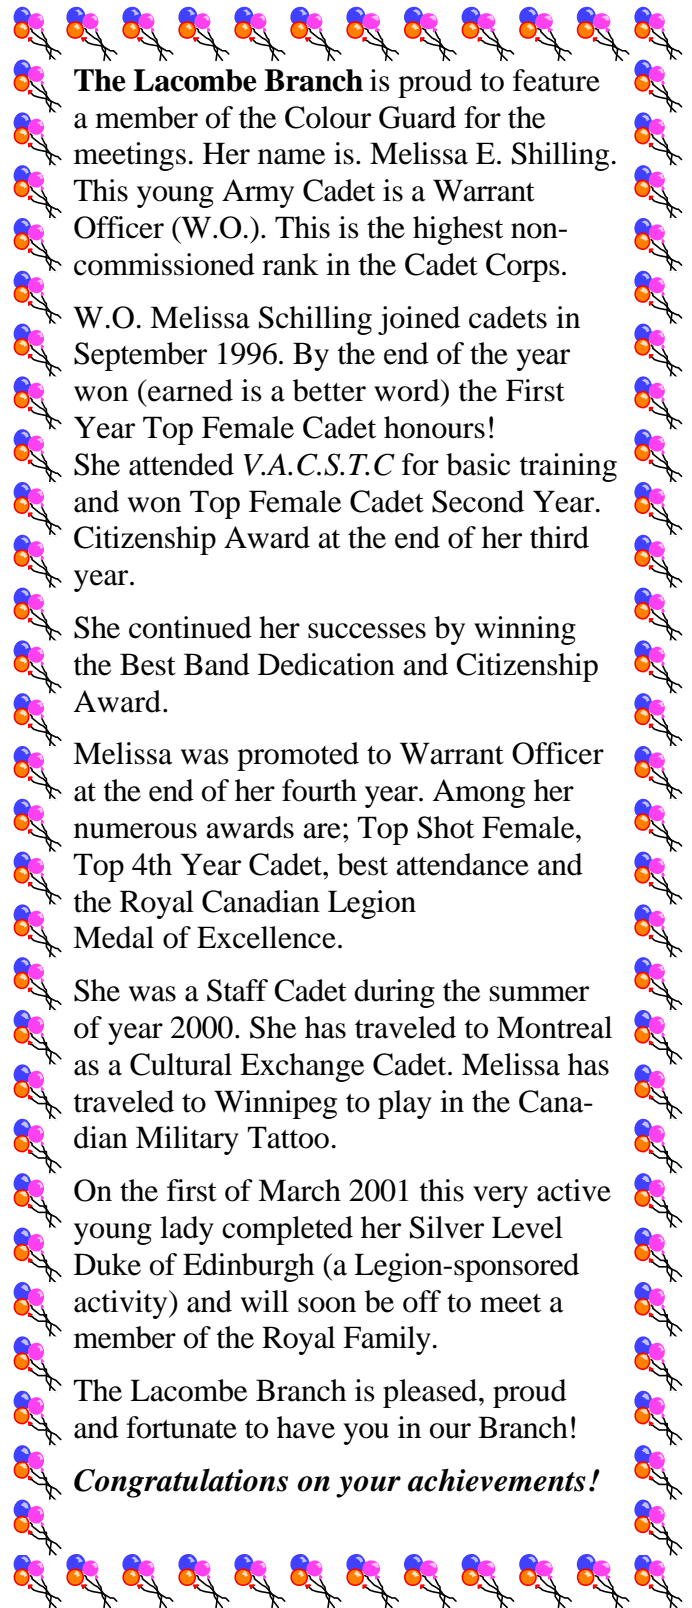 The Lacombe Branch is proud to feature
a member of the Colour Guard for the
meetings. Her name is. Melissa E. Shilling.
This young Army Cadet is a Warrant
Officer (W.O.). This is the highest non-
commissioned rank in the Cadet Corps.
W.O. Melissa Schilling joined cadets in
September 1996. By the end of the year
won (earned is a better word) the First
Year Top Female Cadet honours!
She attended V.A.C.S.T.C for basic training
and won Top Female Cadet Second Year.
Citizenship Award at the end of her third
year.
She continued her successes by winning
the Best Band Dedication and Citizenship
Award.
Melissa was promoted to Warrant Officer
at the end of her fourth year. Among her
numerous awards are; Top Shot Female,
Top 4th Year Cadet, best attendance and
the Royal Canadian Legion
Medal of Excellence.
She was a Staff Cadet during the summer
of year 2000. She has traveled to Montreal
as a Cultural Exchange Cadet. Melissa has
traveled to Winnipeg to play in the Cana-
dian Military Tattoo.
On the first of March 2001 this very active
young lady completed her Silver Level
Duke of Edinburgh (a Legion-sponsored
activity) and will soon be off to meet a
member of the Royal Family.
The Lacombe Branch is pleased, proud
and fortunate to have you in our Branch!
Congratulations on your achievements!